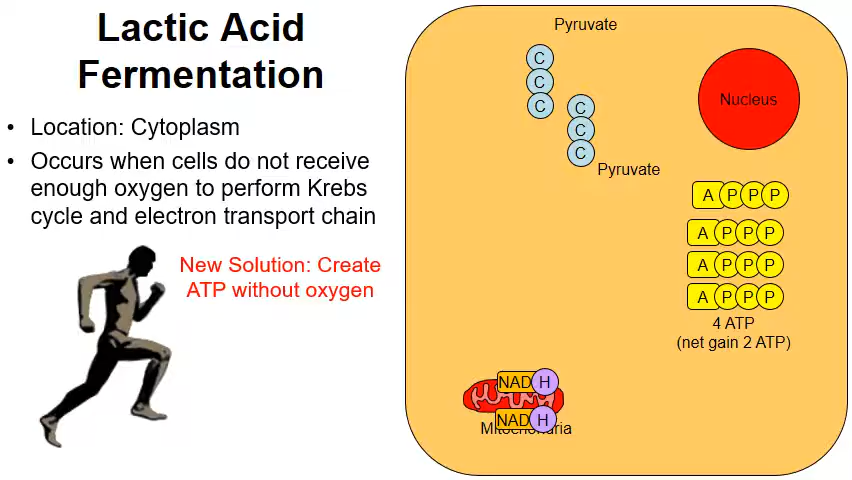 Lactic Acid
Fermentation
• Location: Cytoplasm
• Occurs when cells do not receive
enough oxygen to perform Krebs
cycle and electron transport chain
New Solution: Create
ATP without oxygen
Pyruvate
C
C
C
C
C
C
Pyruvate
Nucleus
A P P P
A P P P
A P P P
A P P P
4 ATP
(net gain 2 ATP)
NAD H
NAD H
Mitochondria